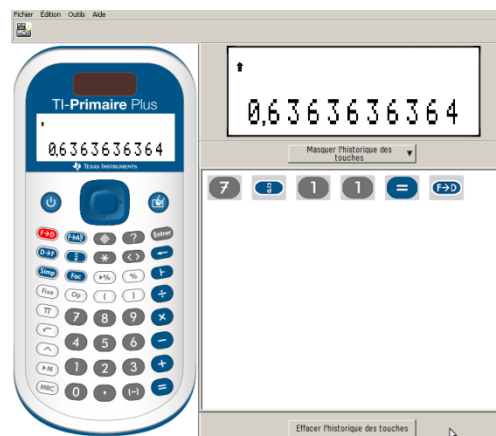 Fichier Édition Outils Aide
TI-Primaire Plus
0,6363636364
TEXAS INSTRUMENTS
F↔D F↔A b/c ? Entrer
D→F n/d * < >
Simp Fac ▸% %
Fixe Op ( ) ÷
π 7 8 9 ×
√ 4 5 6 −
^ 1 2 3 +
▸M
MRC 0 . (−) =
0,6363636364
Masquer l'historique des
touches
7 n/d 1 1 = F↔D
Effacer l'historique des touches